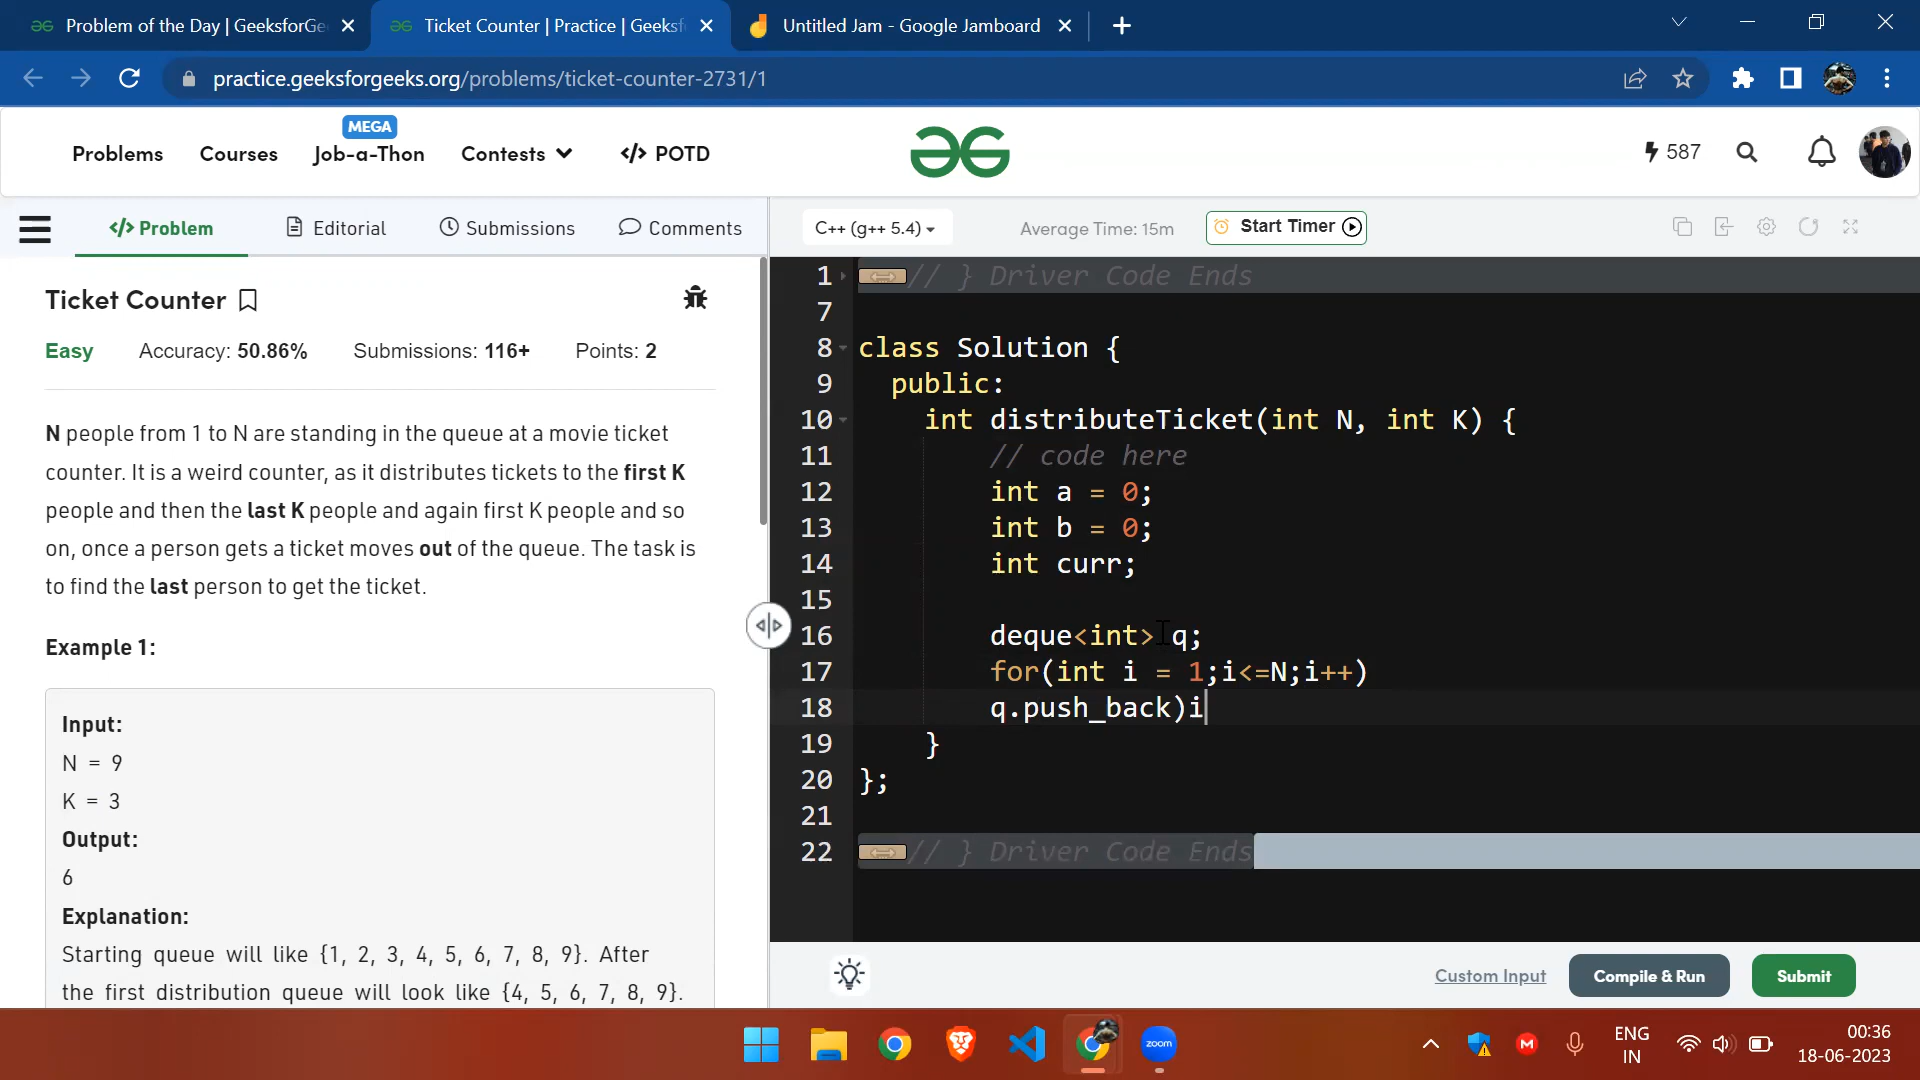 Problem of the Day | GeeksforGe
Ticket Counter | Practice | Geeksf
Untitled Jam - Google Jamboard
practice.geeksforgeeks.org/problems/ticket-counter-2731/1
MEGA
Problems Courses Job-a-Thon Contests </> POTD
587
</> Problem Editorial Submissions Comments
C++ (g++ 5.4) Average Time: 15m Start Timer
Ticket Counter
Easy Accuracy: 50.86% Submissions: 116+ Points: 2
N people from 1 to N are standing in the queue at a movie ticket
counter. It is a weird counter, as it distributes tickets to the first K
people and then the last K people and again first K people and so
on, once a person gets a ticket moves out of the queue. The task is
to find the last person to get the ticket.
Example 1:
Input:
N = 9
K = 3
Output:
6
Explanation:
Starting queue will like {1, 2, 3, 4, 5, 6, 7, 8, 9}. After
the first distribution queue will look like {4, 5, 6, 7, 8, 9}.
1 // } Driver Code Ends
7
8 class Solution {
9 public:
10 int distributeTicket(int N, int K) {
11 // code here
12 int a = 0;
13 int b = 0;
14 int curr;
15
16 deque<int> q;
17 for(int i = 1;i<=N;i++)
18 q.push_back)i
19 }
20 };
21
22 // } Driver Code Ends
Custom Input Compile & Run Submit
zoom
M
ENG
IN
00:36
18-06-2023